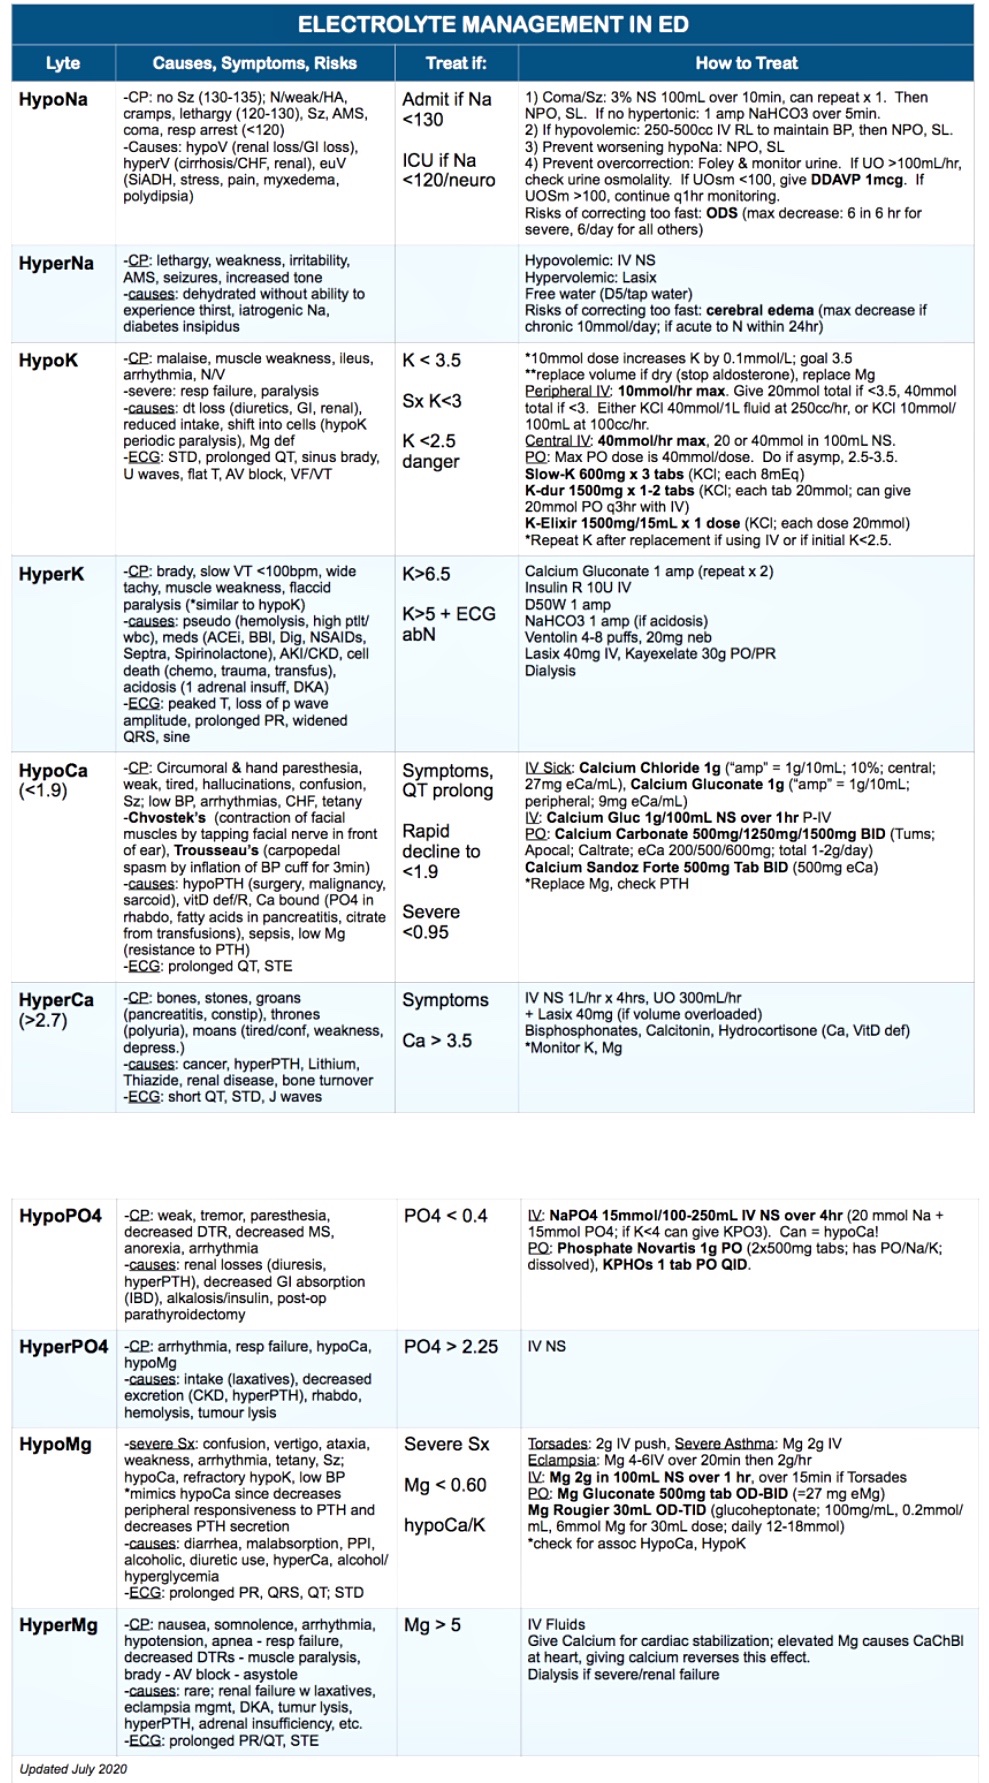 ELECTROLYTE MANAGEMENT IN ED
Lyte
Causes, Symptoms, Risks
Treat if:
How to Treat
HypoNa
-CP: no Sz (130-135); N/weak/HA,
cramps, lethargy (120-130), Sz, AMS,
coma, resp arrest (<120)
-Causes: hypoV (renal loss/GI loss),
hyperV (cirrhosis/CHF, renal), euV
(SiADH, stress, pain, myxedema,
polydipsia)
Admit if Na
<130
ICU if Na
<120/neuro
1) Coma/Sz: 3% NS 100mL over 10min, can repeat x 1. Then
NPO, SL. If no hypertonic: 1 amp NaHCO3 over 5min.
2) If hypovolemic: 250-500cc IV RL to maintain BP, then NPO, SL.
3) Prevent worsening hypoNa: NPO, SL
4) Prevent overcorrection: Foley & monitor urine. If UO >100mL/hr,
check urine osmolality. If UOsm <100, give DDAVP 1mcg. If
UOSm >100, continue q1hr monitoring.
Risks of correcting too fast: ODS (max decrease: 6 in 6 hr for
severe, 6/day for all others)
HyperNa
-CP: lethargy, weakness, irritability,
AMS, seizures, increased tone
-causes: dehydrated without ability to
experience thirst, iatrogenic Na,
diabetes insipidus
Hypovolemic: IV NS
Hypervolemic: Lasix
Free water (D5/tap water)
Risks of correcting too fast: cerebral edema (max decrease if
chronic 10mmol/day; if acute to N within 24hr)
HypoK
-CP: malaise, muscle weakness, ileus,
arrhythmia, N/V
-severe: resp failure, paralysis
-causes: dt loss (diuretics, GI, renal),
reduced intake, shift into cells (hypoK
periodic paralysis), Mg def
-ECG: STD, prolonged QT, sinus brady,
U waves, flat T, AV block, VF/VT
K < 3.5
Sx K<3
K <2.5
danger
*10mmol dose increases K by 0.1mmol/L; goal 3.5
**replace volume if dry (stop aldosterone), replace Mg
Peripheral IV: 10mmol/hr max. Give 20mmol total if <3.5, 40mmol
total if <3. Either KCl 40mmol/1L fluid at 250cc/hr, or KCl 10mmol/
100mL at 100cc/hr.
Central IV: 40mmol/hr max, 20 or 40mmol in 100mL NS.
PO: Max PO dose is 40mmol/dose. Do if asymp, 2.5-3.5.
Slow-K 600mg x 3 tabs (KCl; each 8mEq)
K-dur 1500mg x 1-2 tabs (KCl; each tab 20mmol; can give
20mmol PO q3hr with IV)
K-Elixir 1500mg/15mL x 1 dose (KCl; each dose 20mmol)
*Repeat K after replacement if using IV or if initial K<2.5.
HyperK
-CP: brady, slow VT <100bpm, wide
tachy, muscle weakness, flaccid
paralysis (*similar to hypoK)
-causes: pseudo (hemolysis, high ptlt/
wbc), meds (ACEi, BBl, Dig, NSAIDs,
Septra, Spirinolactone), AKI/CKD, cell
death (chemo, trauma, transfus),
acidosis (1 adrenal insuff, DKA)
-ECG: peaked T, loss of p wave
amplitude, prolonged PR, widened
QRS, sine
K>6.5
K>5 + ECG
abN
Calcium Gluconate 1 amp (repeat x 2)
Insulin R 10U IV
D50W 1 amp
NaHCO3 1 amp (if acidosis)
Ventolin 4-8 puffs, 20mg neb
Lasix 40mg IV, Kayexelate 30g PO/PR
Dialysis
HypoCa
(<1.9)
-CP: Circumoral & hand paresthesia,
weak, tired, hallucinations, confusion,
Sz; low BP, arrhythmias, CHF, tetany
-Chvostek's (contraction of facial
muscles by tapping facial nerve in front
of ear), Trousseau's (carpopedal
spasm by inflation of BP cuff for 3min)
-causes: hypoPTH (surgery, malignancy,
sarcoid), vitD def/R, Ca bound (PO4 in
rhabdo, fatty acids in pancreatitis, citrate
from transfusions), sepsis, low Mg
(resistance to PTH)
-ECG: prolonged QT, STE
Symptoms,
QT prolong
Rapid
decline to
<1.9
Severe
<0.95
IV Sick: Calcium Chloride 1g ("amp" = 1g/10mL; 10%; central;
27mg eCa/mL), Calcium Gluconate 1g ("amp" = 1g/10mL;
peripheral; 9mg eCa/mL)
IV: Calcium Gluc 1g/100mL NS over 1hr P-IV
PO: Calcium Carbonate 500mg/1250mg/1500mg BID (Tums;
Apocal; Caltrate; eCa 200/500/600mg; total 1-2g/day)
Calcium Sandoz Forte 500mg Tab BID (500mg eCa)
*Replace Mg, check PTH
HyperCa
(>2.7)
-CP: bones, stones, groans
(pancreatitis, constip), thrones
(polyuria), moans (tired/conf, weakness,
depress.)
-causes: cancer, hyperPTH, Lithium,
Thiazide, renal disease, bone turnover
-ECG: short QT, STD, J waves
Symptoms
Ca > 3.5
IV NS 1L/hr x 4hrs, UO 300mL/hr
+ Lasix 40mg (if volume overloaded)
Bisphosphonates, Calcitonin, Hydrocortisone (Ca, VitD def)
*Monitor K, Mg
HypoPO4
-CP: weak, tremor, paresthesia,
decreased DTR, decreased MS,
anorexia, arrhythmia
-causes: renal losses (diuresis,
hyperPTH), decreased GI absorption
(IBD), alkalosis/insulin, post-op
parathyroidectomy
PO4 < 0.4
IV: NaPO4 15mmol/100-250mL IV NS over 4hr (20 mmol Na +
15mmol PO4; if K<4 can give KPO3). Can = hypoCa!
PO: Phosphate Novartis 1g PO (2x500mg tabs; has PO/Na/K;
dissolved), KPHOs 1 tab PO QID.
HyperPO4
-CP: arrhythmia, resp failure, hypoCa,
hypoMg
-causes: intake (laxatives), decreased
excretion (CKD, hyperPTH), rhabdo,
hemolysis, tumour lysis
PO4 > 2.25
IV NS
HypoMg
-severe Sx: confusion, vertigo, ataxia,
weakness, arrhythmia, tetany, Sz;
hypoCa, refractory hypoK, low BP
*mimics hypoCa since decreases
peripheral responsiveness to PTH and
decreases PTH secretion
-causes: diarrhea, malabsorption, PPI,
alcoholic, diuretic use, hyperCa, alcohol/
hyperglycemia
-ECG: prolonged PR, QRS, QT; STD
Severe Sx
Mg < 0.60
hypoCa/K
Torsades: 2g IV push, Severe Asthma: Mg 2g IV
Eclampsia: Mg 4-6IV over 20min then 2g/hr
IV: Mg 2g in 100mL NS over 1 hr, over 15min if Torsades
PO: Mg Gluconate 500mg tab OD-BID (=27 mg eMg)
Mg Rougier 30mL OD-TID (glucoheptonate; 100mg/mL, 0.2mmol/
mL, 6mmol Mg for 30mL dose; daily 12-18mmol)
*check for assoc HypoCa, HypoK
HyperMg
-CP: nausea, somnolence, arrhythmia,
hypotension, apnea - resp failure,
decreased DTRs - muscle paralysis,
brady - AV block - asystole
-causes: rare; renal failure w laxatives,
eclampsia mgmt, DKA, tumur lysis,
hyperPTH, adrenal insufficiency, etc.
-ECG: prolonged PR/QT, STE
Mg > 5
IV Fluids
Give Calcium for cardiac stabilization; elevated Mg causes CaChBl
at heart, giving calcium reverses this effect.
Dialysis if severe/renal failure
Updated July 2020